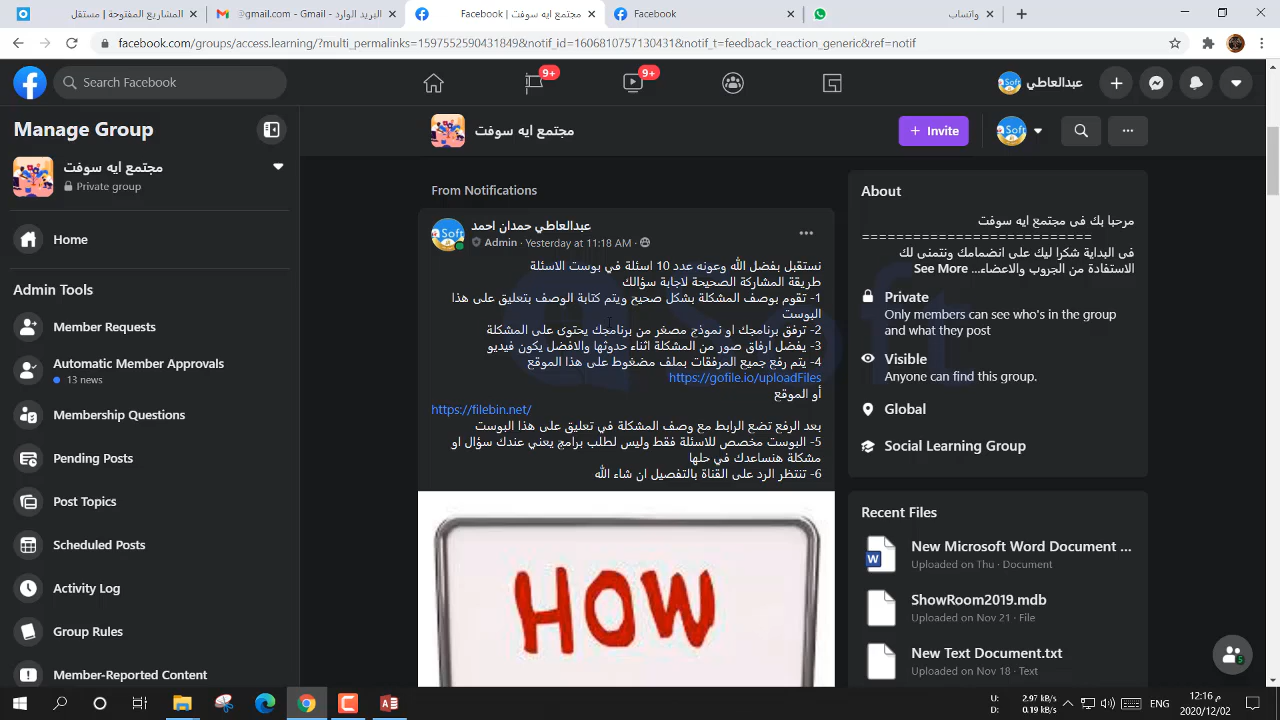 المشاريع المفتوحة | مستقل
البريد الوارد - Gmail - @gmail.com
مجتمع ايه سوفت | Facebook
Facebook
واتساب
facebook.com/groups/access.learning/?multi_permalinks=1597552590431849&notif_id=1606810757130431&notif_t=feedback_reaction_generic&ref=notif
Search Facebook
9+
9+
عبدالعاطي
Manage Group
مجتمع ايه سوفت
Private group
Home
Admin Tools
Member Requests
Automatic Member Approvals
13 news
Membership Questions
Pending Posts
Post Topics
Scheduled Posts
Activity Log
Group Rules
Member-Reported Content
مجتمع ايه سوفت
+ Invite
From Notifications
عبدالعاطي حمدان احمد
Admin · Yesterday at 11:18 AM ·
نستقبل بفضل الله وعونه عدد 10 اسئلة في بوست الاسئلة
طريقة المشاركة الصحيحة لاجابة سؤالك
1- تقوم بوصف المشكلة بشكل صحيح ويتم كتابة الوصف بتعليق على هذا
البوست
2- ترفق برنامجك او نموذج مصغر من برنامجك يحتوى على المشكلة
3- يفضل ارفاق صور من المشكلة اثناء حدوثها والافضل يكون فيديو
4- يتم رفع جميع المرفقات بملف مضغوط على هذا الموقع
https://gofile.io/uploadFiles
أو الموقع
https://filebin.net/
بعد الرفع تضع الرابط مع وصف المشكلة في تعليق على هذا البوست
5- البوست مخصص للاسئلة فقط وليس لطلب برامج يعني عندك سؤال او
مشكلة هنساعدك في حلها
6- تنتظر الرد على القناة بالتفصيل ان شاء الله
HOW
About
مرحبا بك فى مجتمع ايه سوفت
==========================
فى البداية شكرا ليك على انضمامك ونتمنى لك
الاستفادة من الجروب والاعضاء... See More
Private
Only members can see who's in the group
and what they post
Visible
Anyone can find this group.
Global
Social Learning Group
Recent Files
New Microsoft Word Document ...
Uploaded on Thu · Document
ShowRoom2019.mdb
Uploaded on Nov 21 · File
New Text Document.txt
Uploaded on Nov 18 · Text
U: 2.97 kB/s
D: 0.19 kB/s
ENG
12:16 م
2020/12/02